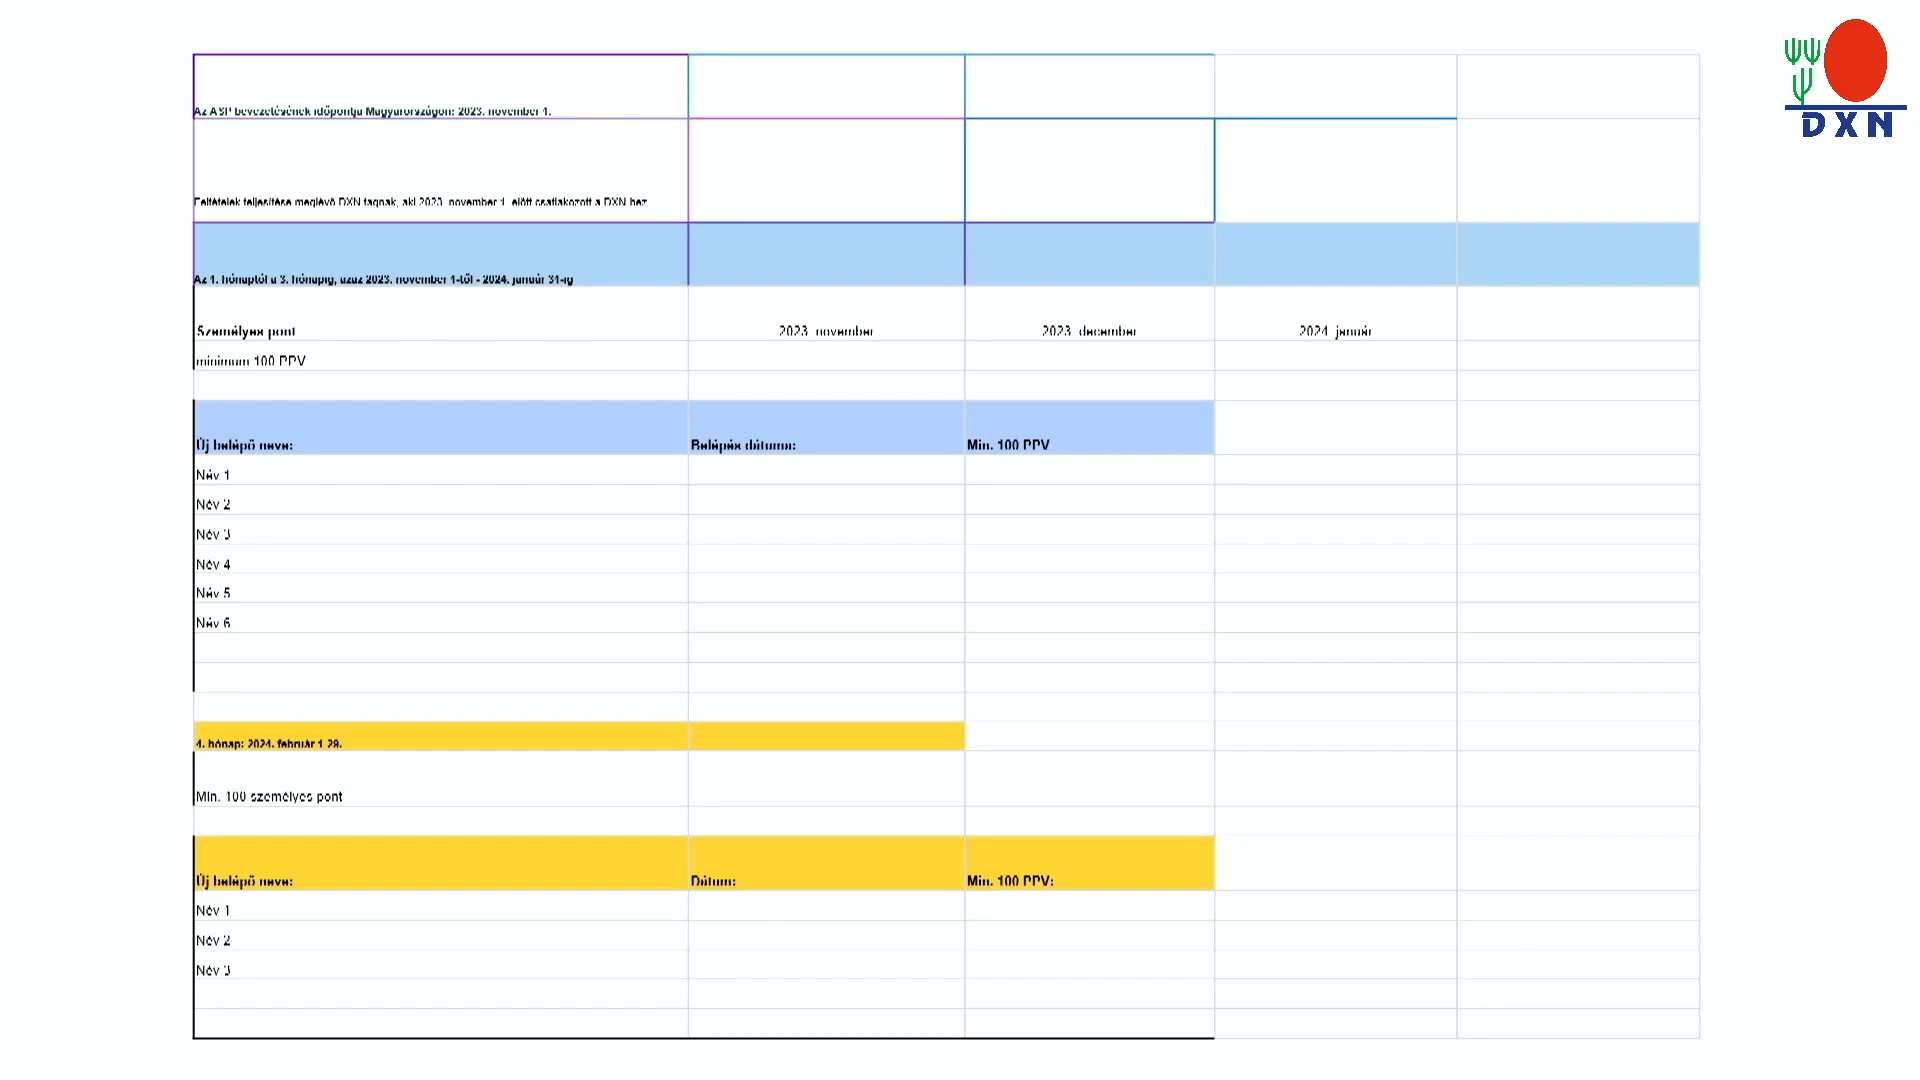 DXN
Az ASP bevezetésének időpontja Magyarországon: 2023. november 1.
Feltételek teljesítése meglévő DXN tagnak, aki 2023. november 1. előtt csatlakozott a DXN-hez
Az 1. hónaptól a 3. hónapig, azaz 2023. november 1-től - 2024. január 31-ig
Személyes pont 2023. november 2023. december 2024. január
minimum 100 PPV
Új belépő neve: Belépés dátuma: Min. 100 PPV
Név 1
Név 2
Név 3
Név 4
Név 5
Név 6
4. hónap: 2024. február 1-29.
Min. 100 személyes pont
Új belépő neve: Dátum: Min. 100 PPV:
Név 1
Név 2
Név 3